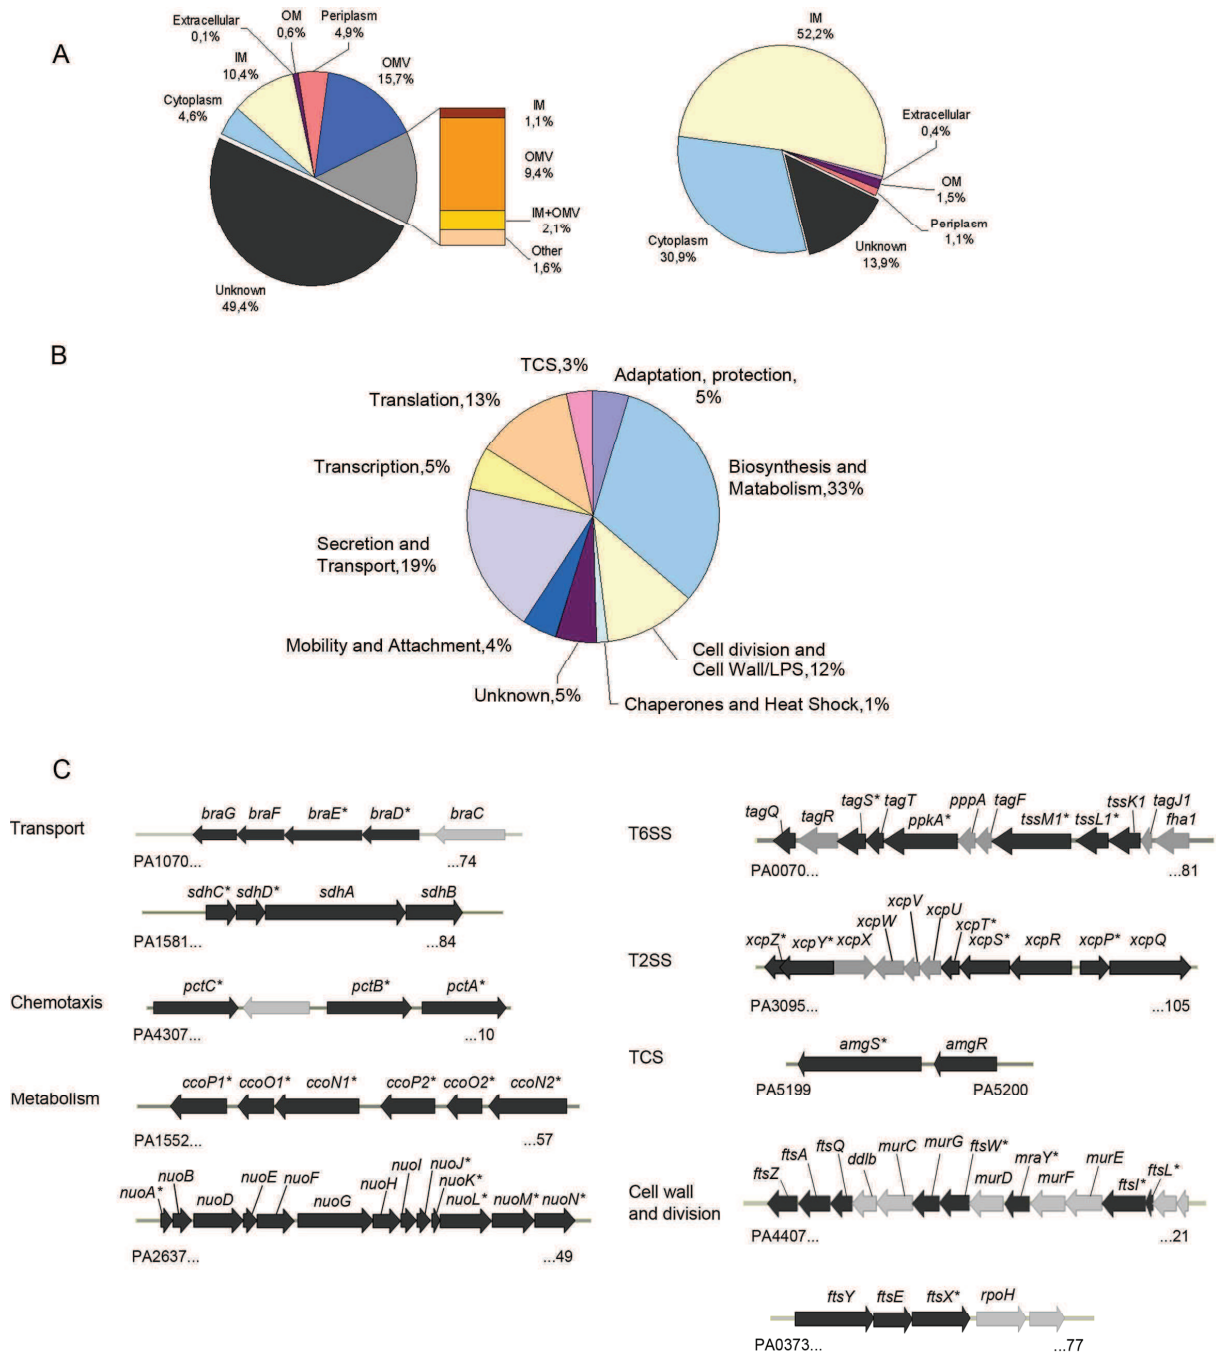 A
Extracellular
0,1%
OM
0,6%
Periplasm
4,9%
IM
10,4%
OMV
15,7%
Cytoplasm
4,6%
Unknown
49,4%
IM
1,1%
OMV
9,4%
IM+OMV
2,1%
Other
1,6%
IM
52,2%
Extracellular
0,4%
OM
1,5%
Periplasm
1,1%
Unknown
13,9%
Cytoplasm
30,9%
B
TCS,3%
Adaptation, protection,
5%
Translation,13%
Transcription,5%
Biosynthesis and
Matabolism,33%
Secretion and
Transport,19%
Mobility and Attachment,4%
Cell division and
Cell Wall/LPS,12%
Unknown,5%
Chaperones and Heat Shock,1%
C
Transport
braG braF braE* braD* braC
PA1070... ...74
sdhC* sdhD* sdhA sdhB
PA1581... ...84
Chemotaxis
pctC* pctB* pctA*
PA4307... ...10
Metabolism
ccoP1* ccoO1* ccoN1* ccoP2* ccoO2* ccoN2*
PA1552... ...57
nuoA* nuoB nuoD nuoE nuoF nuoG nuoH nuoI nuoJ* nuoK* nuoL* nuoM* nuoN*
PA2637... ...49
T6SS
tagQ tagR tagS* tagT ppkA* pppA tagF tssM1* tssL1* tssK1 tagJ1 fha1
PA0070... ...81
T2SS
xcpZ* xcpY* xcpX xcpW xcpV xcpU xcpT* xcpS* xcpR xcpP* xcpQ
PA3095... ...105
TCS
amgS* amgR
PA5199 PA5200
Cell wall
and division
ftsZ ftsA ftsQ ddlb murC murG ftsW* murD mraY* murF murE ftsI* ftsL*
PA4407... ...21
ftsY ftsE ftsX* rpoH
PA0373... ...77